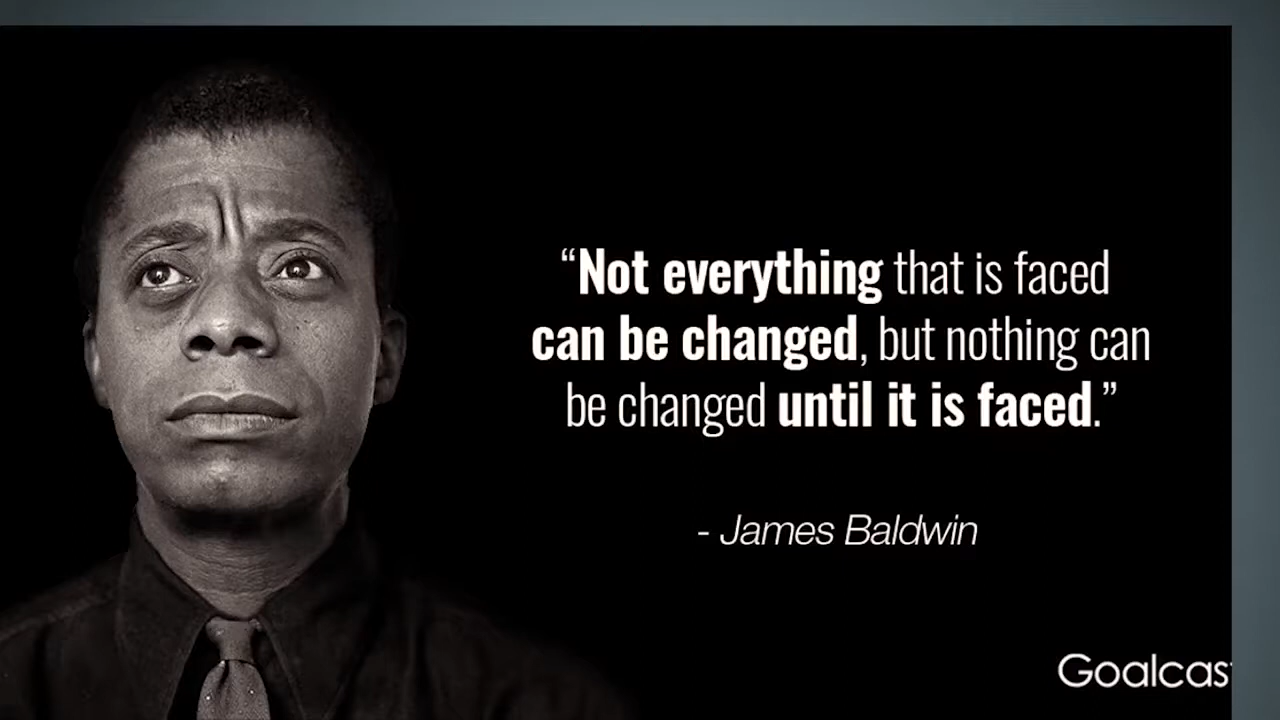 “Not everything that is faced
can be changed, but nothing can
be changed until it is faced.”
- James Baldwin
Goalcas